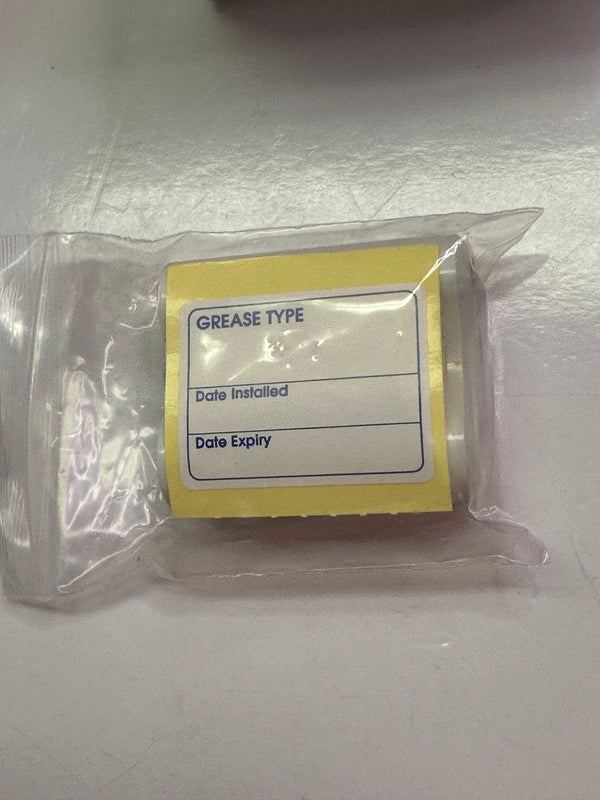 GREASE TYPE
Date Installed
Date Expiry